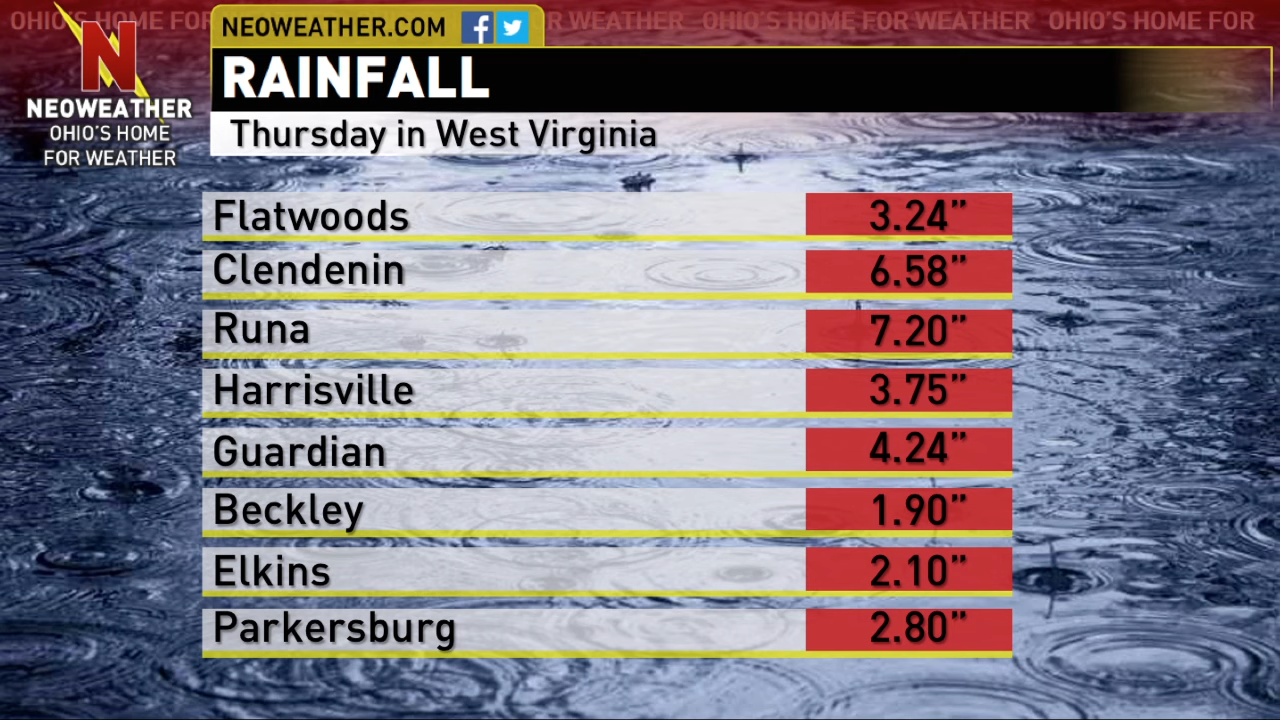 OHIO'S HOME FOR WEATHER OHIO'S HOME FOR WEATHER OHIO'S HOME FOR
NEOWEATHER.COM
N
NEOWEATHER
OHIO'S HOME
FOR WEATHER
RAINFALL
Thursday in West Virginia
Flatwoods 3.24”
Clendenin 6.58”
Runa 7.20”
Harrisville 3.75”
Guardian 4.24”
Beckley 1.90”
Elkins 2.10”
Parkersburg 2.80”